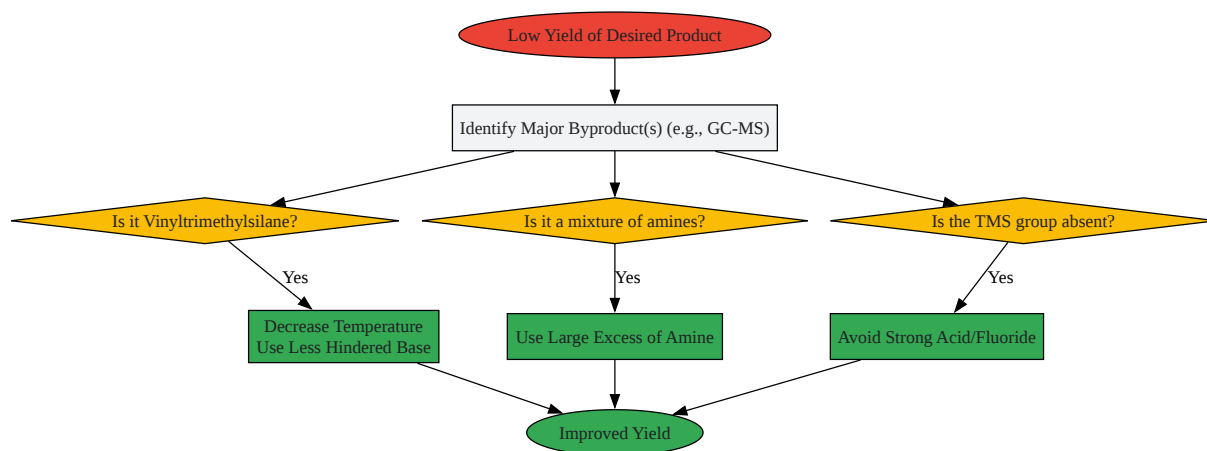 Low Yield of Desired Product
Identify Major Byproduct(s) (e.g., GC-MS)
Is it Vinyltrimethylsilane?
Is it a mixture of amines?
Is the TMS group absent?
Yes
Yes
Yes
Decrease Temperature
Use Less Hindered Base
Use Large Excess of Amine
Avoid Strong Acid/Fluoride
Improved Yield